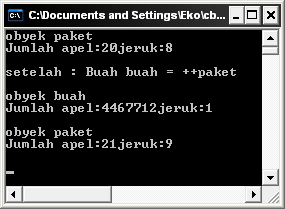 C:\Documents and Settings\Eko\cb...
obyek paket
Jumlah apel:20jeruk:8
setelah : Buah buah = ++paket
obyek buah
Jumlah apel:4467712jeruk:1
obyek paket
Jumlah apel:21jeruk:9